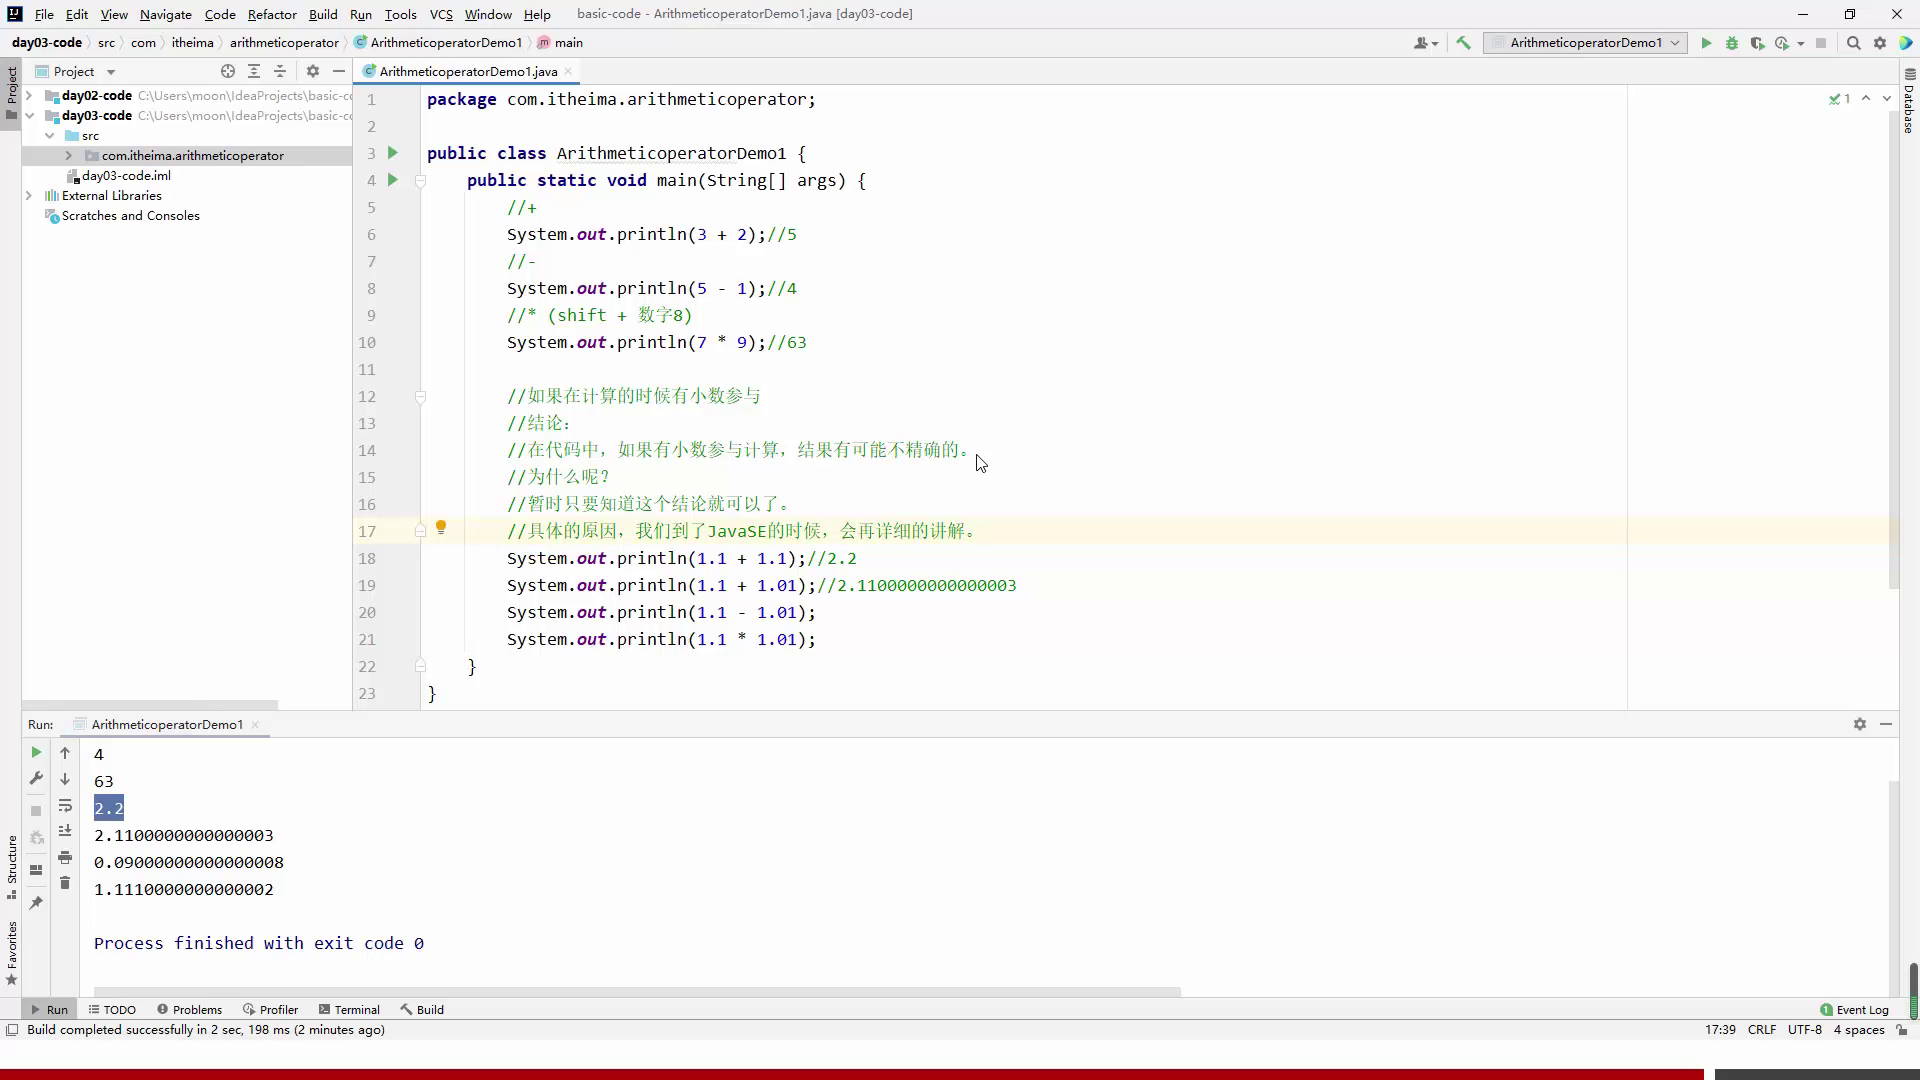 File Edit View Navigate Code Refactor Build Run Tools VCS Window Help basic-code - ArithmeticoperatorDemo1.java [day03-code]
day03-code src com itheima arithmeticoperator ArithmeticoperatorDemo1 main ArithmeticoperatorDemo1
Project ArithmeticoperatorDemo1.java
Project
Database
day02-code C:\Users\moon\IdeaProjects\basic-c
day03-code C:\Users\moon\IdeaProjects\basic-c
src
com.itheima.arithmeticoperator
day03-code.iml
External Libraries
Scratches and Consoles
1
1 package com.itheima.arithmeticoperator;
2
3 public class ArithmeticoperatorDemo1 {
4 public static void main(String[] args) {
5 //+
6 System.out.println(3 + 2);//5
7 //-
8 System.out.println(5 - 1);//4
9 //* (shift + 数字8)
10 System.out.println(7 * 9);//63
11
12 //如果在计算的时候有小数参与
13 //结论:
14 //在代码中，如果有小数参与计算，结果有可能不精确的。
15 //为什么呢?
16 //暂时只要知道这个结论就可以了。
17 //具体的原因，我们到了JavaSE的时候，会再详细的讲解。
18 System.out.println(1.1 + 1.1);//2.2
19 System.out.println(1.1 + 1.01);//2.1100000000000003
20 System.out.println(1.1 - 1.01);
21 System.out.println(1.1 * 1.01);
22 }
23 }
Run: ArithmeticoperatorDemo1
4
63
2.2
2.1100000000000003
0.09000000000000008
1.1110000000000002
Process finished with exit code 0
Structure
Favorites
Run TODO Problems Profiler Terminal Build 1 Event Log
Build completed successfully in 2 sec, 198 ms (2 minutes ago) 17:39 CRLF UTF-8 4 spaces